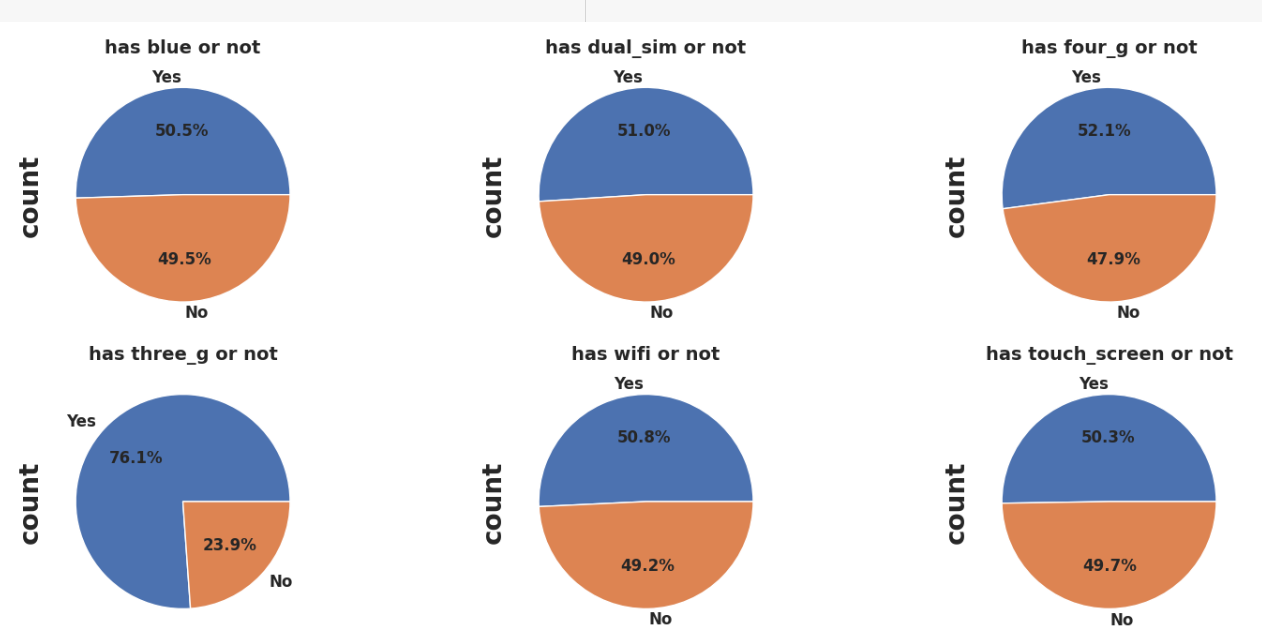 has blue or not
Yes
50.5%
49.5%
No
count
has dual_sim or not
Yes
51.0%
49.0%
No
count
has four_g or not
Yes
52.1%
47.9%
No
count
has three_g or not
Yes
76.1%
23.9%
No
count
has wifi or not
Yes
50.8%
49.2%
No
count
has touch_screen or not
Yes
50.3%
49.7%
No
count